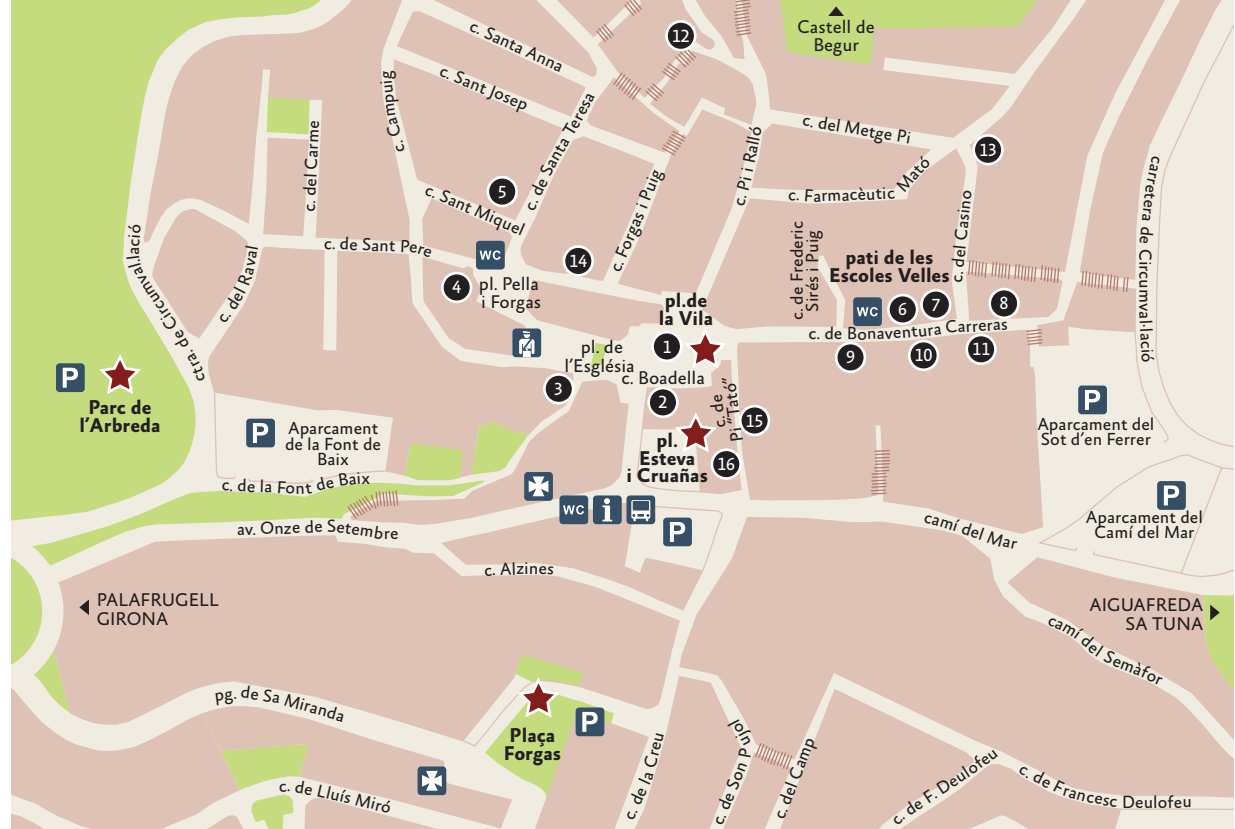 12
Castell de
Begur
c. Santa Anna
c. Campuig
c. Sant Josep
c. de Santa Teresa
c. del Carme
c. Pi i Ralló
c. del Metge Pi
13
c. Farmacèutic Mató
carretera de Circumval·lació
5
c. Sant Miquel
c. Forgas i Puig
c. del Casino
ctra. de Circumval·lació
c. del Raval
c. de Sant Pere
WC
14
4
pl. Pella
i Forgas
c. de Frederic
Sirés i Puig
pati de les
Escoles Velles
WC
6
7
8
pl.de
la Vila
1
c. de Bonaventura Carreras
9
10
11
pl. de
l'Església
c. Boadella
3
2
c. de
Pi "Tató"
15
P
Parc de
l'Arbreda
P
Aparcament
de la Font de
Baix
c. de la Font de Baix
pl.
Esteva
i Cruañas
16
P
Aparcament del
Sot d'en Ferrer
P
Aparcament del
Camí del Mar
WC
i
P
av. Onze de Setembre
camí del Mar
c. Alzines
PALAFRUGELL
GIRONA
AIGUAFREDA
SA TUNA
camí del Semàfor
pg. de Sa Miranda
P
Plaça
Forgas
c. de la Creu
c. de Son Pinyol
c. del Camp
c. de F. Deulofeu
c. de Francesc Deulofeu
c. de Lluís Miró